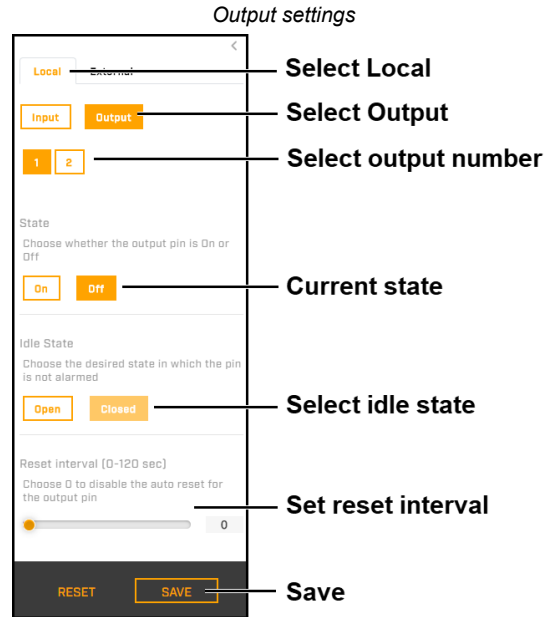 Output settings
<
Local External
Select Local
Input Output
Select Output
1 2
Select output number
State
Choose whether the output pin is On or
Off
On Off
Current state
Idle State
Choose the desired state in which the pin
is not alarmed
Open Closed
Select idle state
Reset interval (0-120 sec)
Choose 0 to disable the auto reset for
the output pin
Set reset interval
0
RESET SAVE
Save